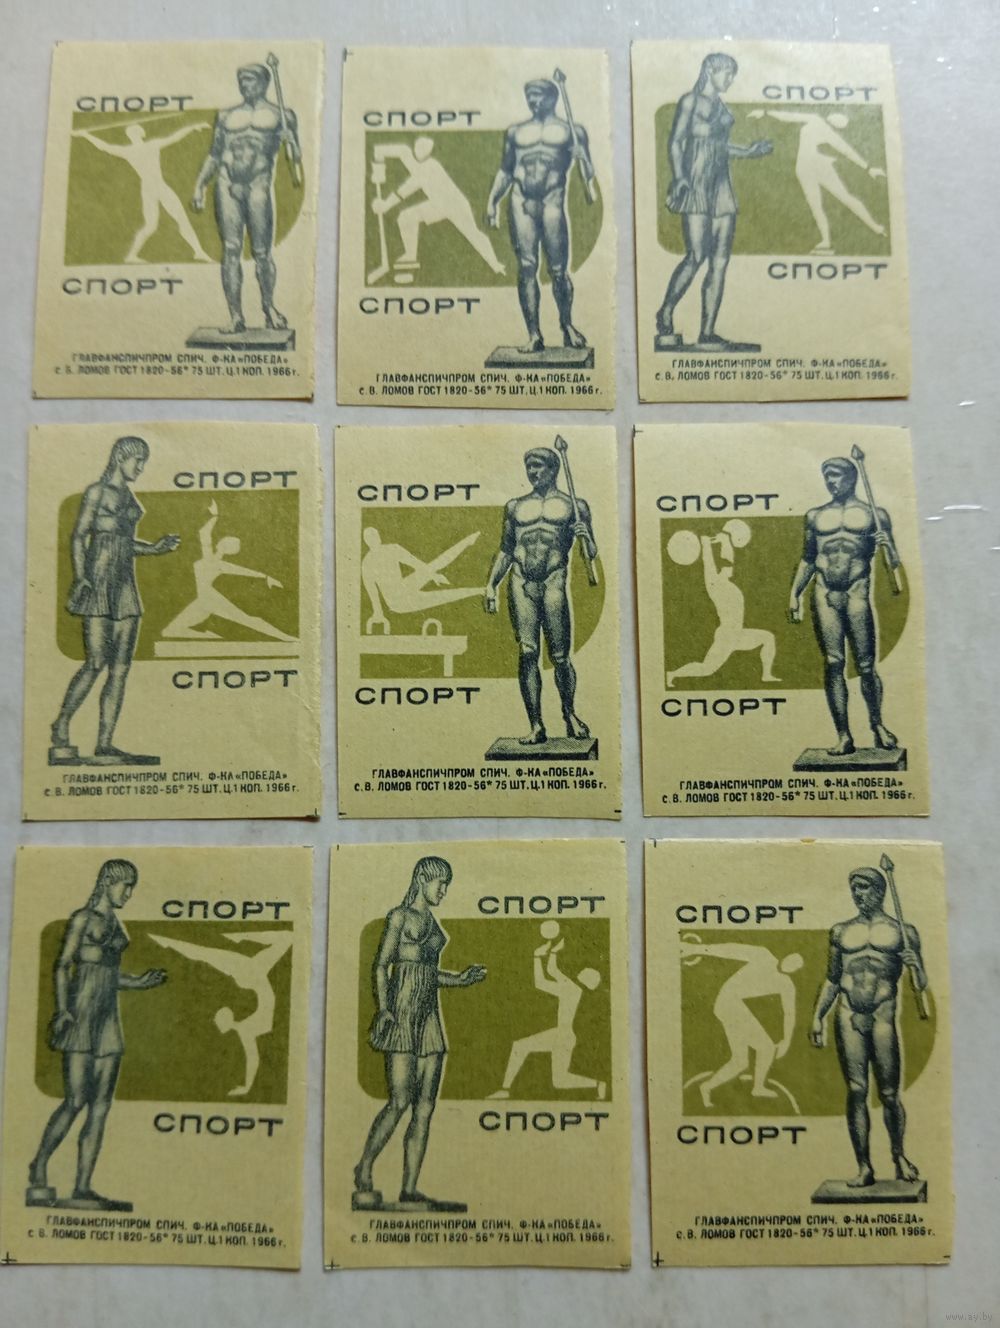 СПОРТ
СПОРТ
ГЛАВФАНСПИЧПРОМ СПИЧ. Ф-КА «ПОБЕДА»
с. В. ЛОМОВ ГОСТ 1820-56* 75 ШТ. Ц. 1 КОП. 1966 г.
СПОРТ
СПОРТ
ГЛАВФАНСПИЧПРОМ СПИЧ. Ф-КА «ПОБЕДА»
с. В. ЛОМОВ ГОСТ 1820-56* 75 ШТ. Ц. 1 КОП. 1966 г.
СПОРТ
СПОРТ
ГЛАВФАНСПИЧПРОМ СПИЧ. Ф-КА «ПОБЕДА»
с. В. ЛОМОВ ГОСТ 1820-56* 75 ШТ. Ц. 1 КОП. 1966 г.
СПОРТ
СПОРТ
ГЛАВФАНСПИЧПРОМ СПИЧ. Ф-КА «ПОБЕДА»
с. В. ЛОМОВ ГОСТ 1820-56* 75 ШТ. Ц. 1 КОП. 1966 г.
СПОРТ
СПОРТ
ГЛАВФАНСПИЧПРОМ СПИЧ. Ф-КА «ПОБЕДА»
с. В. ЛОМОВ ГОСТ 1820-56* 75 ШТ. Ц. 1 КОП. 1966 г.
СПОРТ
СПОРТ
ГЛАВФАНСПИЧПРОМ СПИЧ. Ф-КА «ПОБЕДА»
с. В. ЛОМОВ ГОСТ 1820-56* 75 ШТ. Ц. 1 КОП. 1966 г.
СПОРТ
СПОРТ
ГЛАВФАНСПИЧПРОМ СПИЧ. Ф-КА «ПОБЕДА»
с. В. ЛОМОВ ГОСТ 1820-56* 75 ШТ. Ц. 1 КОП. 1966 г.
СПОРТ
СПОРТ
ГЛАВФАНСПИЧПРОМ СПИЧ. Ф-КА «ПОБЕДА»
с. В. ЛОМОВ ГОСТ 1820-56* 75 ШТ. Ц. 1 КОП. 1966 г.
СПОРТ
СПОРТ
ГЛАВФАНСПИЧПРОМ СПИЧ. Ф-КА «ПОБЕДА»
с. В. ЛОМОВ ГОСТ 1820-56* 75 ШТ. Ц. 1 КОП. 1966 г.
www.ay.by